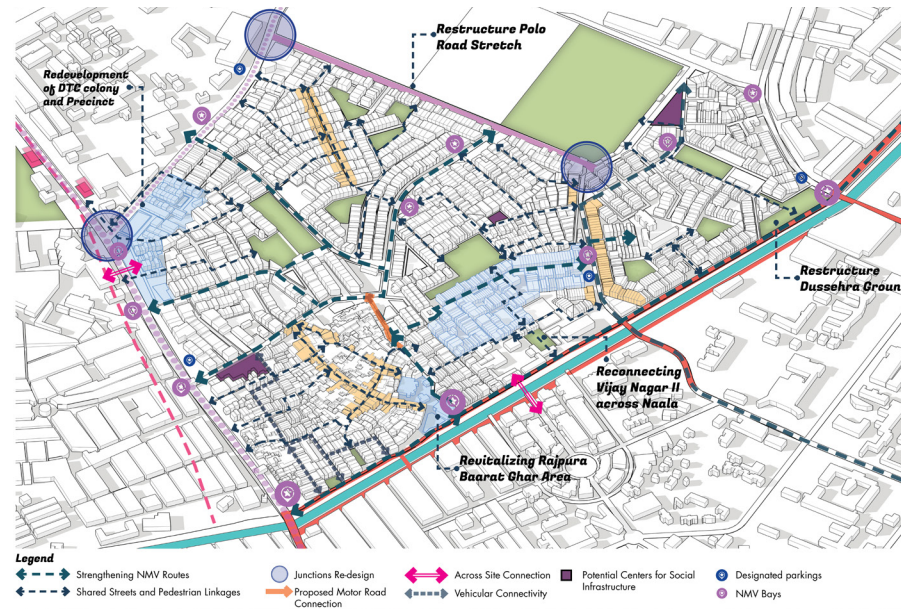 Restructure Polo
Road Stretch
Redevelopment
of DTC colony
and Precinct
Restructure
Dussehra Groun
Reconnecting
Vijay Nagar II
across Naala
Revitalizing Rajpura
Baarat Ghar Area
Legend
Strengthening NMV Routes
Shared Streets and Pedestrian Linkages
Junctions Re-design
Proposed Motor Road
Connection
Across Site Connection
Vehicular Connectivity
Potential Centers for Social
Infrastructure
Designated parkings
NMV Bays